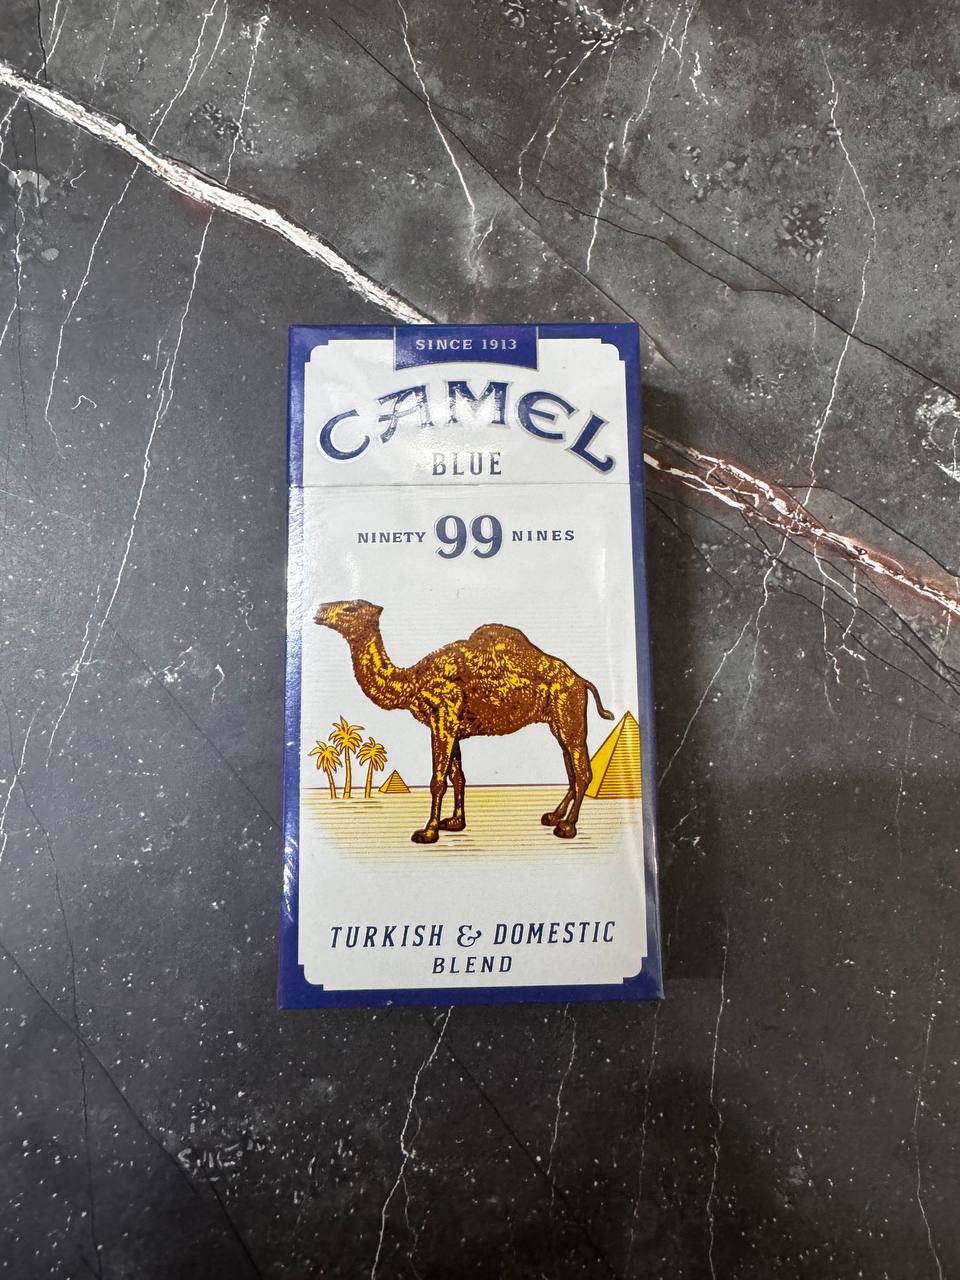 SINCE 1913
CAMEL
BLUE
NINETY 99 NINES
TURKISH & DOMESTIC
BLEND